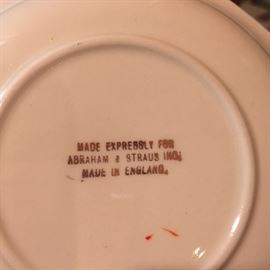 MADE EXPRESSLY FOR
ABRAHAM & STRAUS INC.
MADE IN ENGLAND.